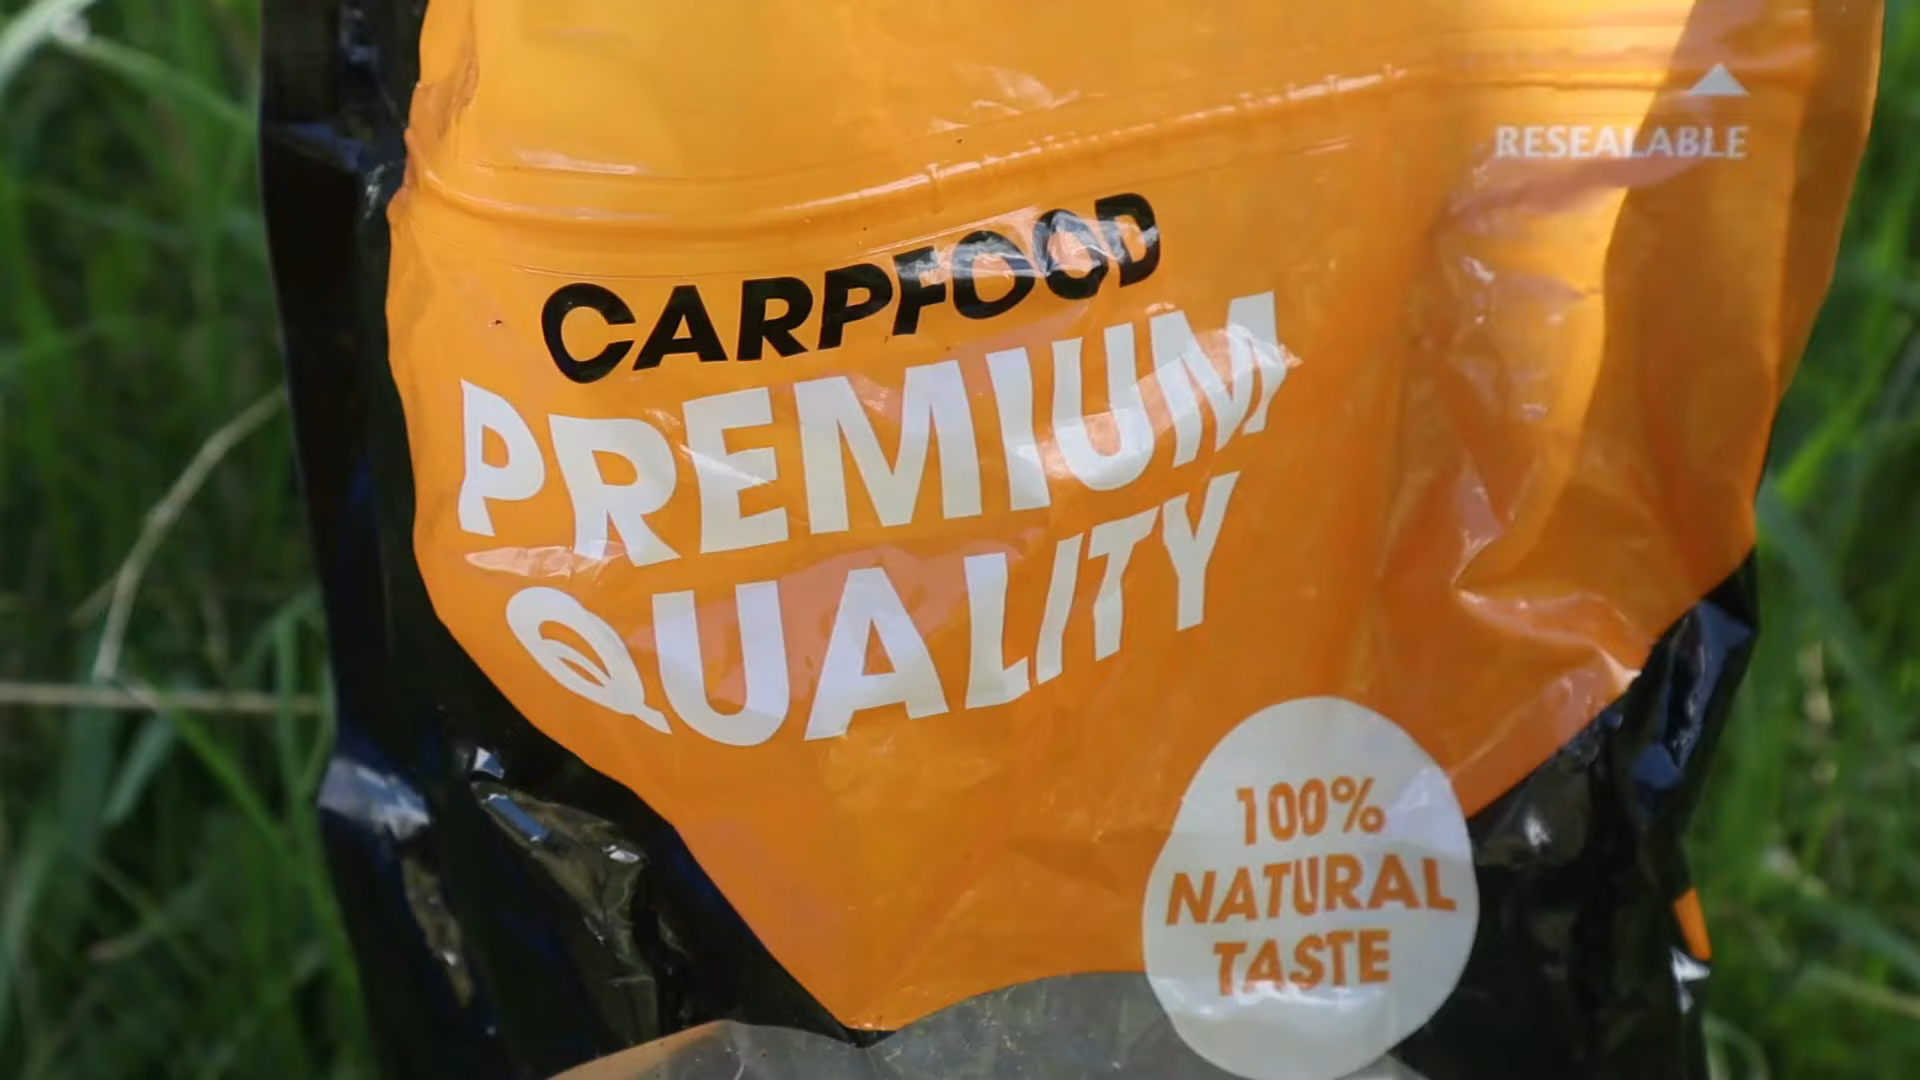 RESEALABLE
CARPFOOD
PREMIUM
QUALITY
100%
NATURAL
TASTE